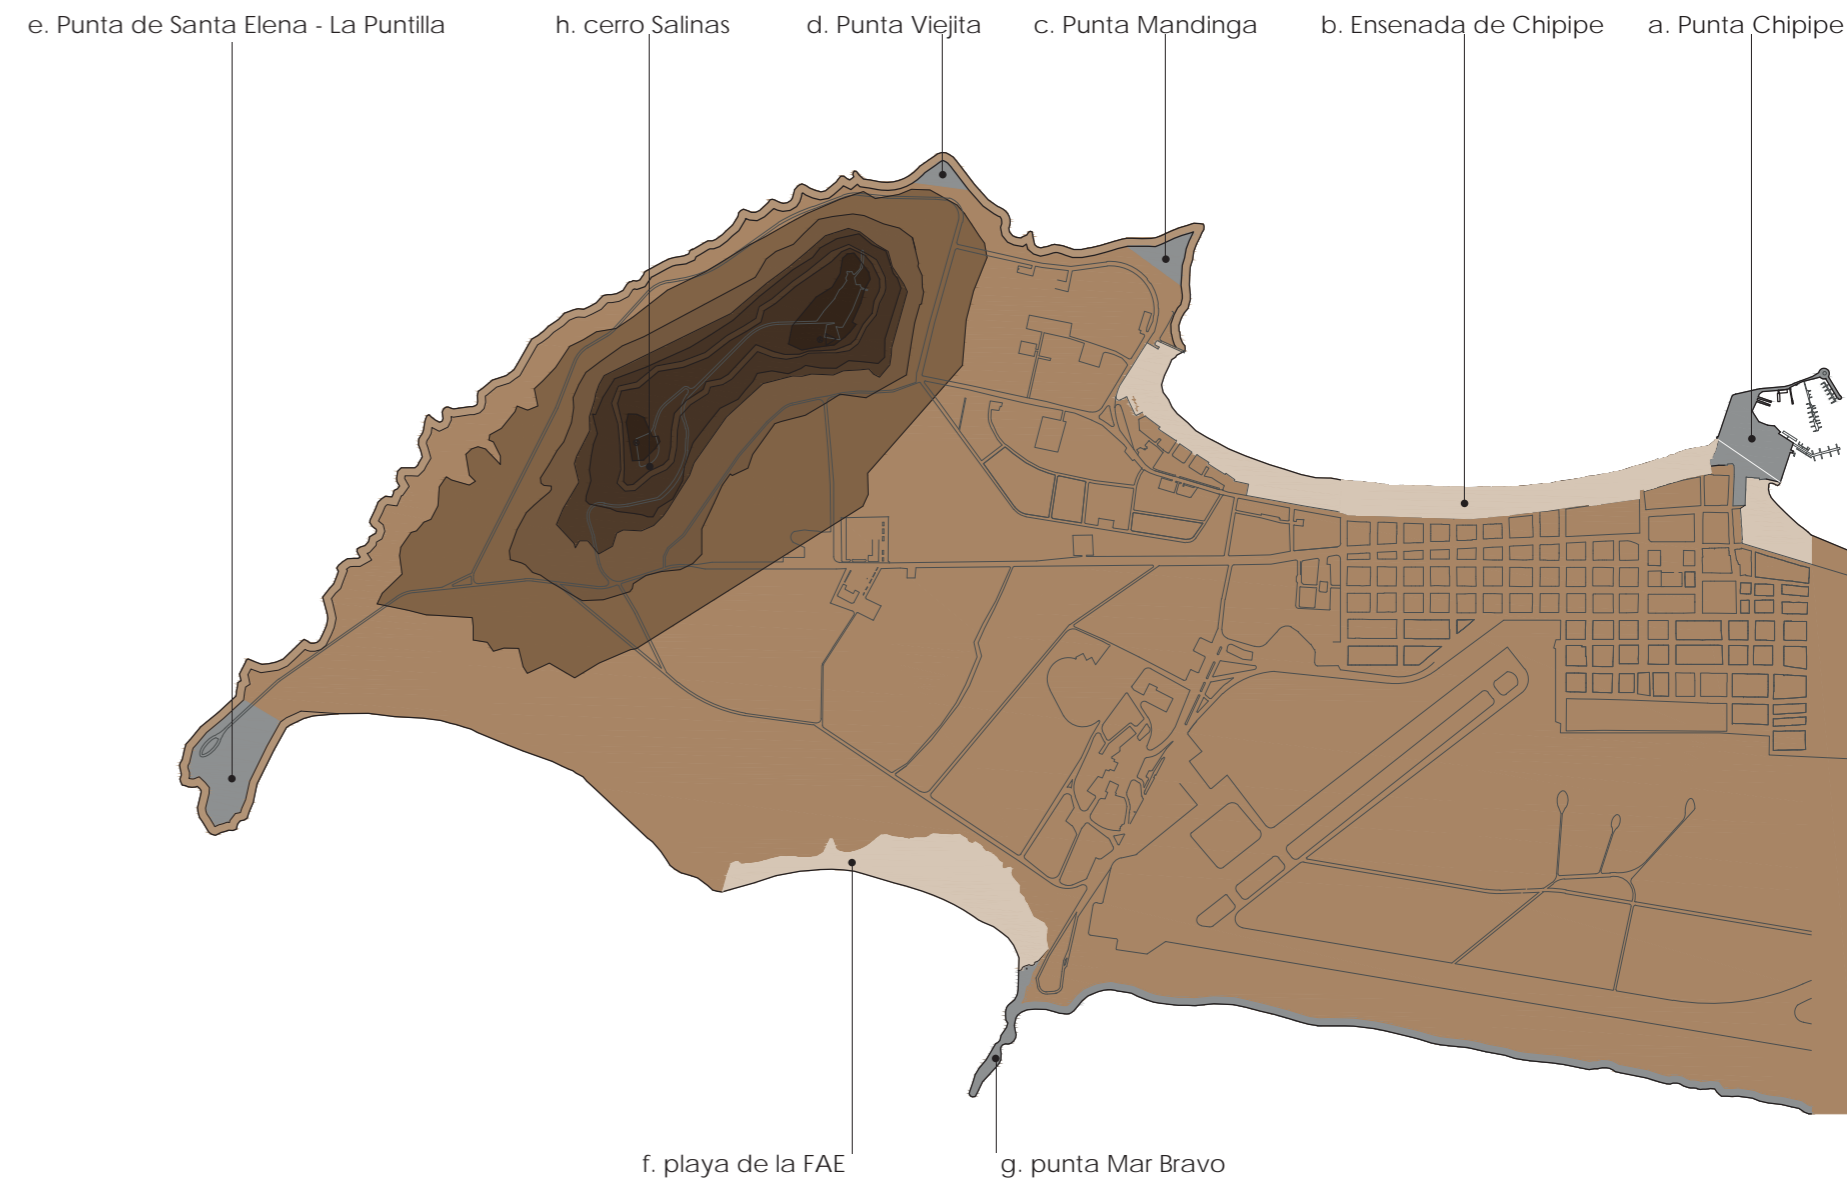 e. Punta de Santa Elena - La Puntilla
h. cerro Salinas
d. Punta Viejita
c. Punta Mandinga
b. Ensenada de Chipipe
a. Punta Chipipe
f. playa de la FAE
g. punta Mar Bravo